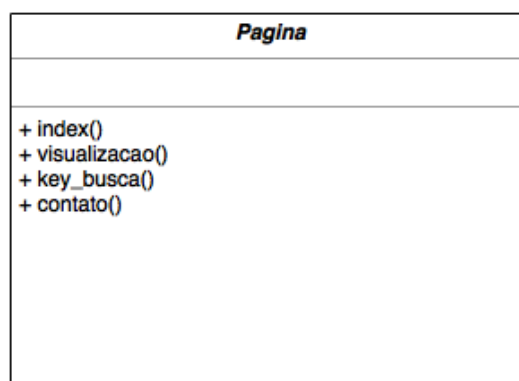 Pagina
+ index()
+ visualizacao()
+ key_busca()
+ contato()